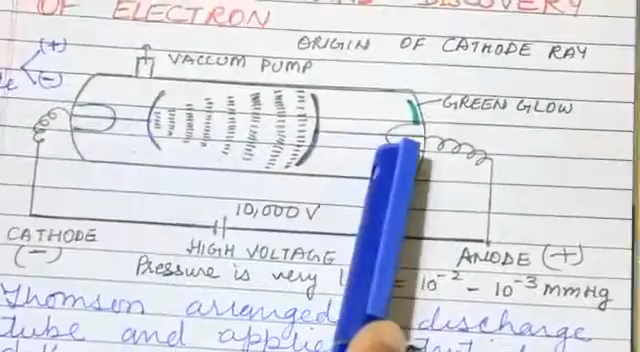 OF ELECTRON DISCOVERY
ORIGIN OF CATHODE RAY
(+)
VACCUM PUMP
(-)
GREEN GLOW
10,000 V
CATHODE
(-)
HIGH VOLTAGE
ANODE (+)
Pressure is very = 10⁻² - 10⁻³ mmHg
Thomson arranged discharge
tube and